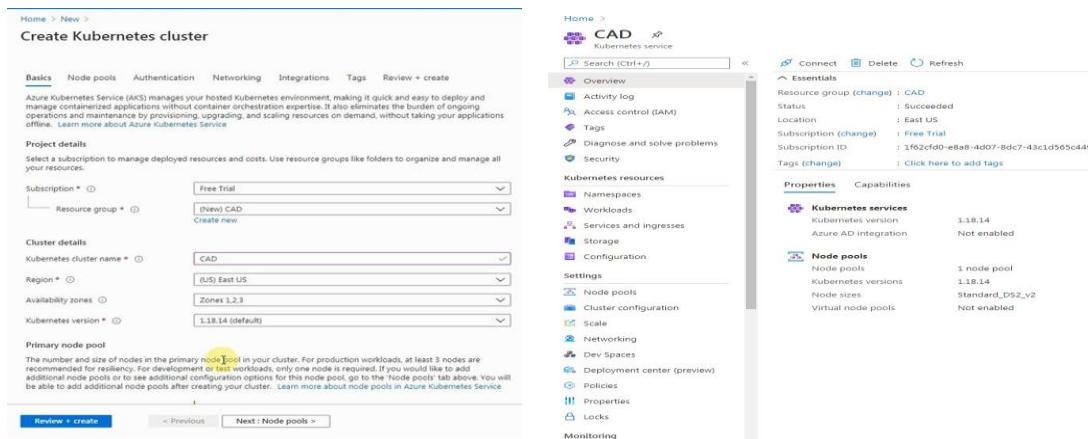 Home > New >
Create Kubernetes cluster
Basics Node pools Authentication Networking Integrations Tags Review + create
Azure Kubernetes Service (AKS) manages your hosted Kubernetes environment, making it quick and easy to deploy and
manage containerized applications without container orchestration expertise. It also eliminates the burden of ongoing
operations and maintenance by provisioning, upgrading, and scaling resources on demand, without taking your applications
offline. Learn more about Azure Kubernetes Service
Project details
Select a subscription to manage deployed resources and costs. Use resource groups like folders to organize and manage all
your resources.
Subscription * Free Trial
Resource group * (New) CAD
Create new
Cluster details
Kubernetes cluster name * CAD
Region * (US) East US
Availability zones Zones 1,2,3
Kubernetes version * 1.18.14 (default)
Primary node pool
The number and size of nodes in the primary node pool in your cluster. For production workloads, at least 3 nodes are
recommended for resiliency. For development or test workloads, only one node is required. If you would like to add
additional node pools or to see additional configuration options for this node pool, go to the 'Node pools' tab above. You will
be able to add additional node pools after creating your cluster. Learn more about node pools in Azure Kubernetes Service
Review + create < Previous Next : Node pools >
Home >
CAD
Kubernetes service
Search (Ctrl+/) «
Overview
Activity log
Access control (IAM)
Tags
Diagnose and solve problems
Security
Kubernetes resources
Namespaces
Workloads
Services and ingresses
Storage
Configuration
Settings
Node pools
Cluster configuration
Scale
Networking
Dev Spaces
Deployment center (preview)
Policies
Properties
Locks
Monitoring
Connect Delete Refresh
Essentials
Resource group (change) : CAD
Status : Succeeded
Location : East US
Subscription (change) : Free Trial
Subscription ID : 1f62cfd0-e8a8-4d07-8dc7-43c1d565c449
Tags (change) : Click here to add tags
Properties Capabilities
Kubernetes services
Kubernetes version 1.18.14
Azure AD integration Not enabled
Node pools
Node pools 1 node pool
Kubernetes versions 1.18.14
Node sizes Standard_DS2_v2
Virtual node pools Not enabled